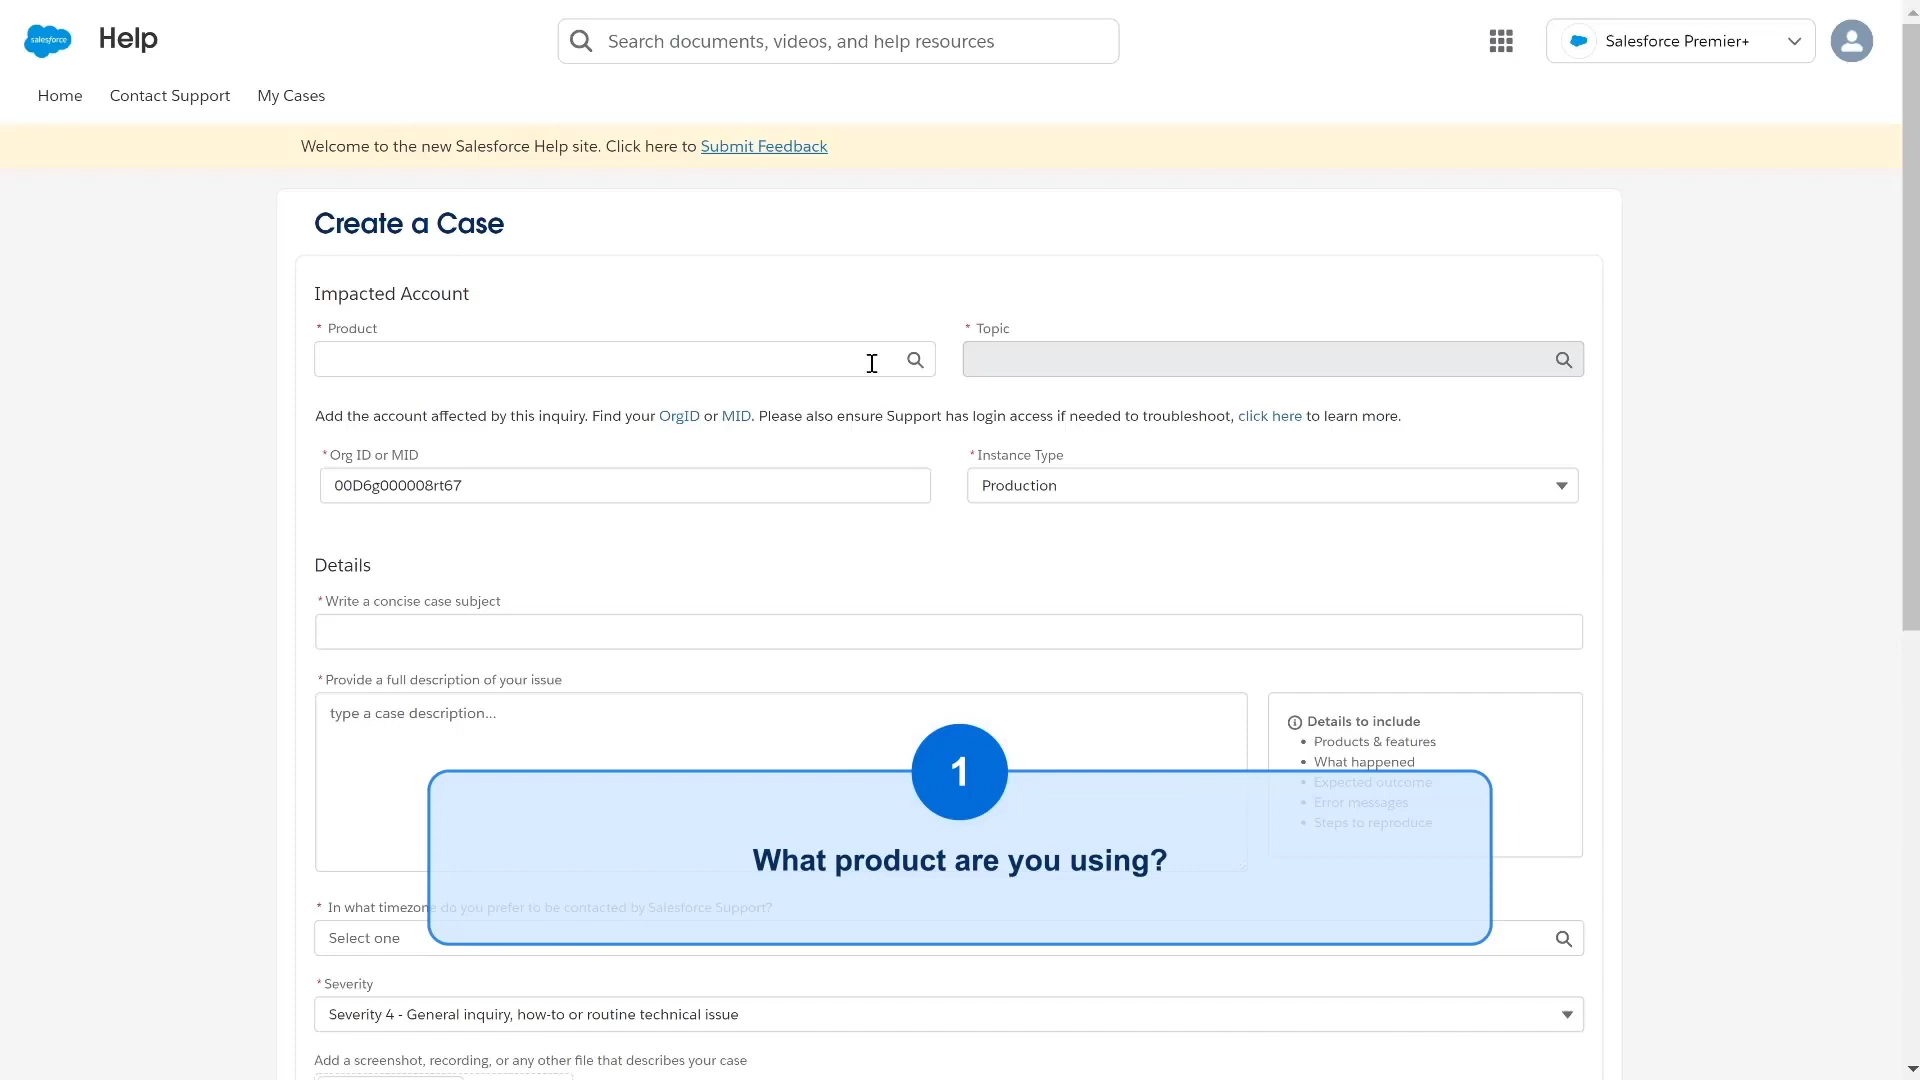 salesforce
Help
Search documents, videos, and help resources
Salesforce Premier+
Home Contact Support My Cases
Welcome to the new Salesforce Help site. Click here to Submit Feedback
Create a Case
Impacted Account
* Product
* Topic
Add the account affected by this inquiry. Find your OrgID or MID. Please also ensure Support has login access if needed to troubleshoot, click here to learn more.
*Org ID or MID
*Instance Type
00D6g000008rt67
Production
Details
*Write a concise case subject
*Provide a full description of your issue
type a case description...
Details to include
• Products & features
• What happened
• Expected outcome
• Error messages
• Steps to reproduce
1
What product are you using?
* In what timezone do you prefer to be contacted by Salesforce Support?
Select one
*Severity
Severity 4 - General inquiry, how-to or routine technical issue
Add a screenshot, recording, or any other file that describes your case